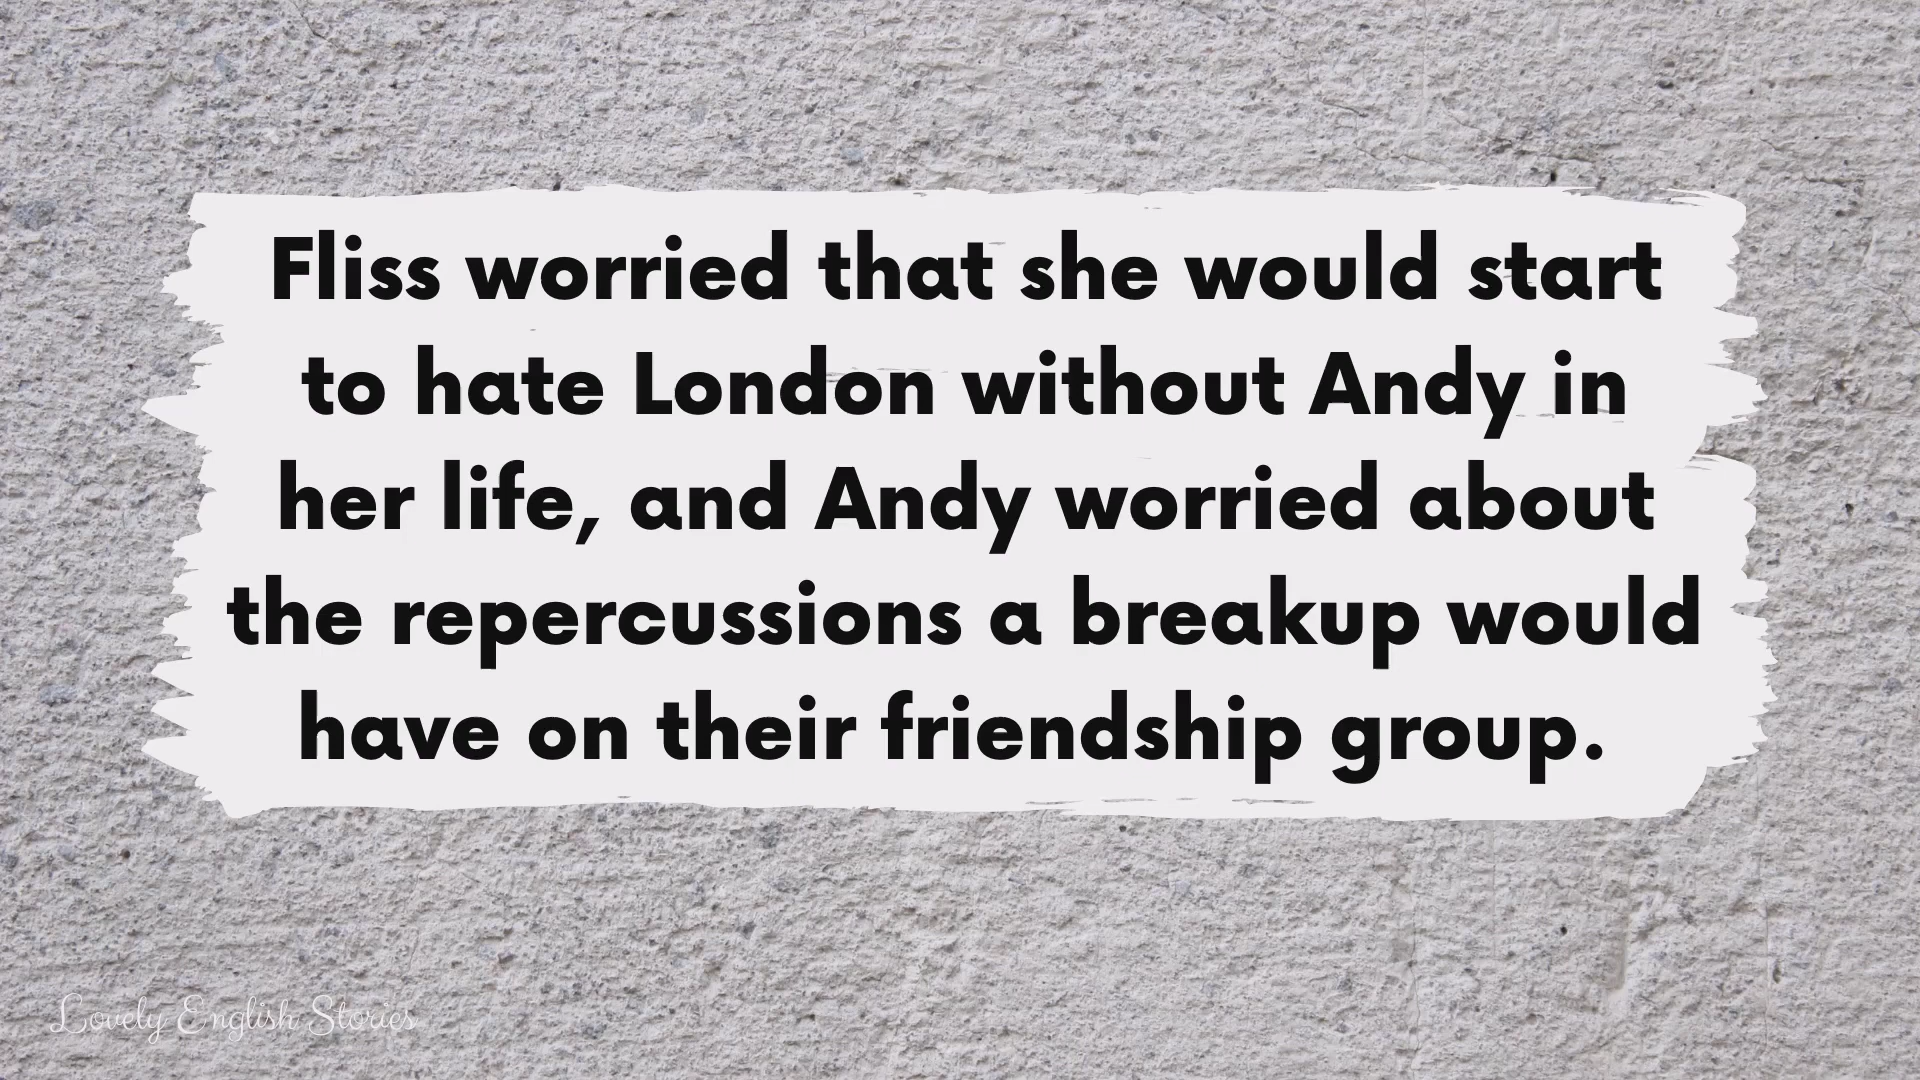 Fliss worried that she would start
to hate London without Andy in
her life, and Andy worried about
the repercussions a breakup would
have on their friendship group.
Lovely English Stories